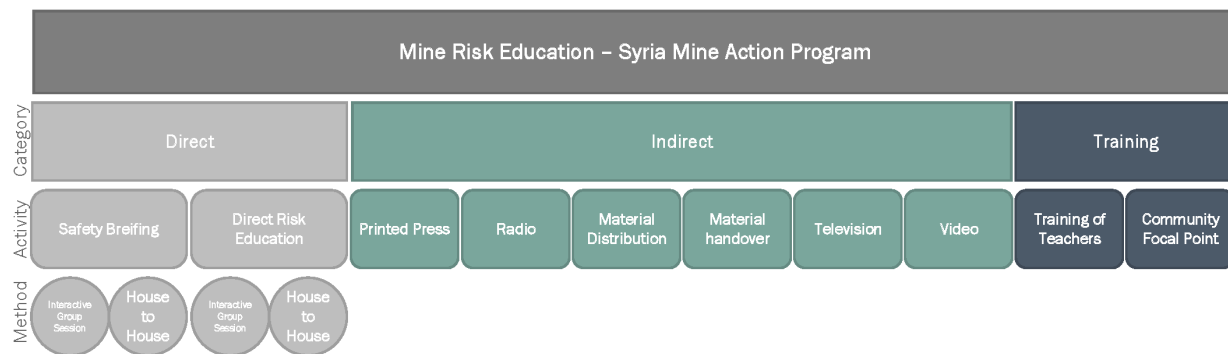 Mine Risk Education – Syria Mine Action Program
Category
Direct
Indirect
Training
Activity
Safety Breifing
Direct Risk
Education
Printed Press
Radio
Material
Distribution
Material
handover
Television
Video
Training of
Teachers
Community
Focal Point
Method
Interactive
Group
Session
House
to
House
Interactive
Group
Session
House
to
House